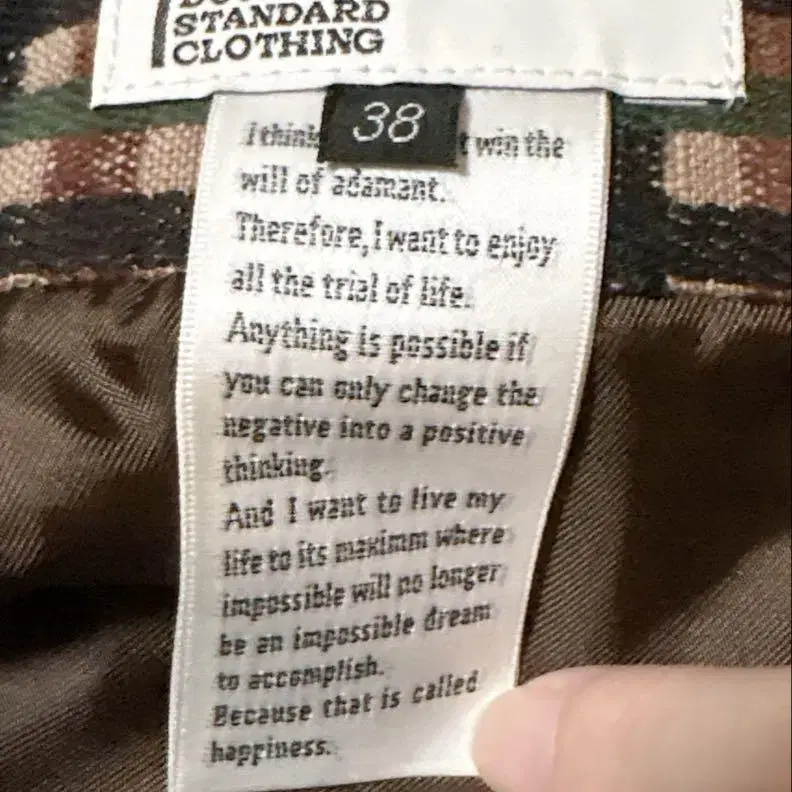 STANDARD
CLOTHING
38
I think t win the
will of adamant.
Therefore, I want to enjoy
all the trial of life.
Anything is possible if
you can only change the
negative into a positive
thinking.
And I want to live my
life to its maximm where
impossible will no longer
be an impossible dream
to accomplish.
Because that is called
happiness.